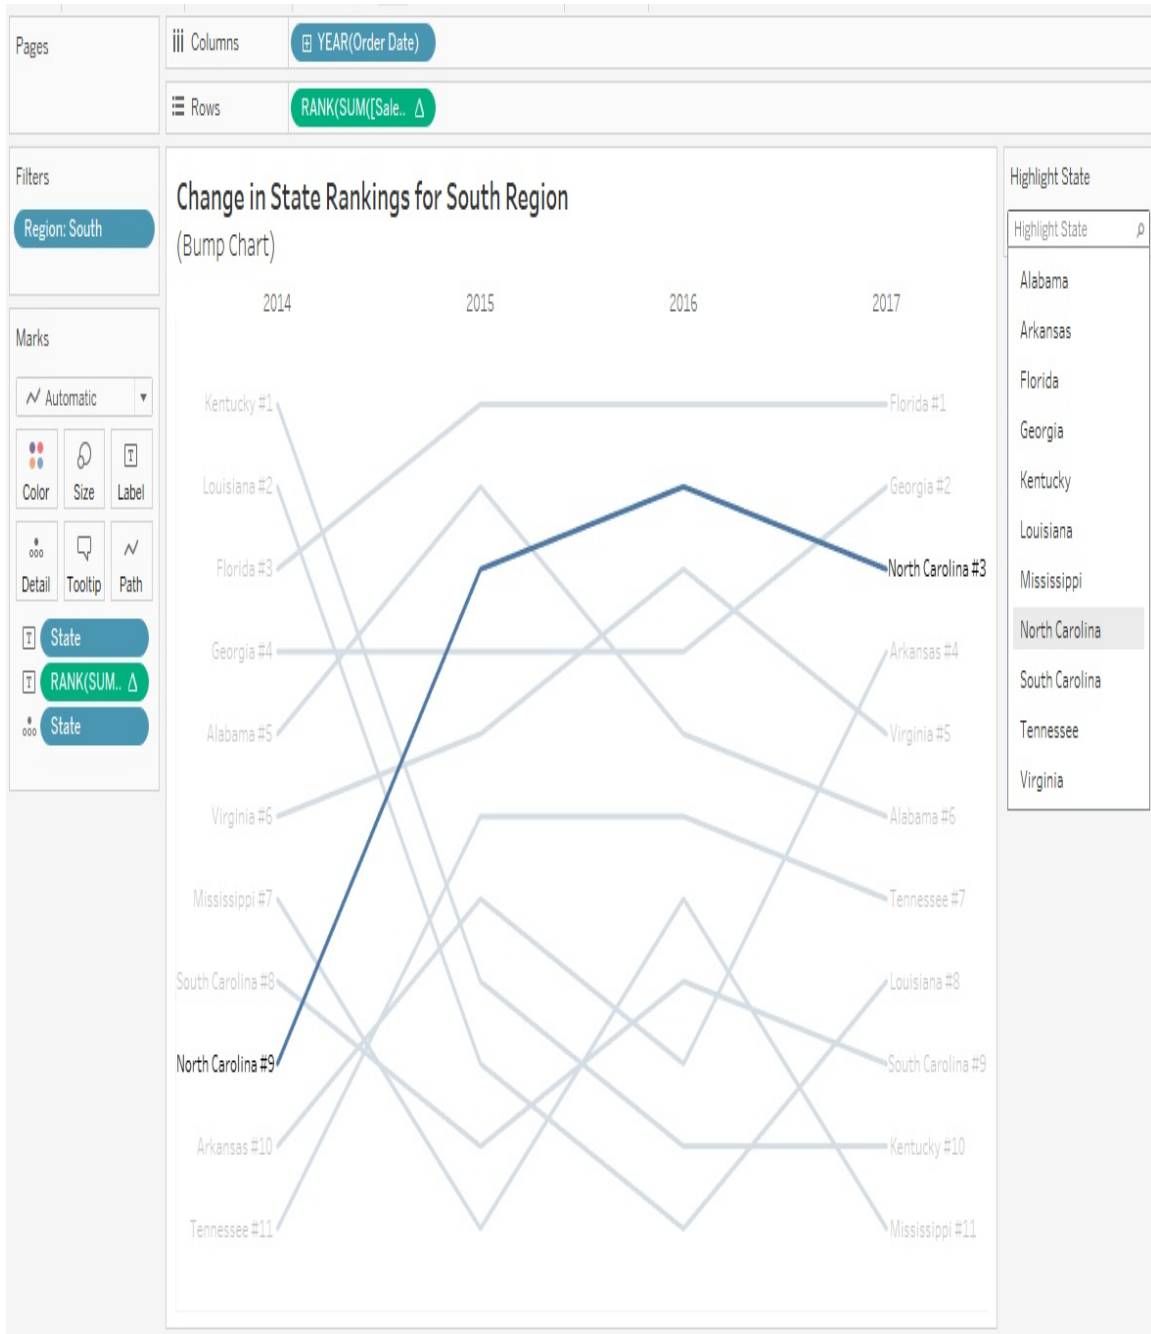 Pages
Columns
YEAR(Order Date)
Rows
RANK(SUM([Sale.. Δ
Filters
Region: South
Marks
Automatic
Color
Size
Label
Detail
Tooltip
Path
State
RANK(SUM.. Δ
State
Change in State Rankings for South Region
(Bump Chart)
2014 2015 2016 2017
Kentucky #1 Florida #1
Louisiana #2 Georgia #2
Florida #3 North Carolina #3
Georgia #4 Arkansas #4
Alabama #5 Virginia #5
Virginia #6 Alabama #6
Mississippi #7 Tennessee #7
South Carolina #8 Louisiana #8
North Carolina #9 South Carolina #9
Arkansas #10 Kentucky #10
Tennessee #11 Mississippi #11
Highlight State
Highlight State
Alabama
Arkansas
Florida
Georgia
Kentucky
Louisiana
Mississippi
North Carolina
South Carolina
Tennessee
Virginia